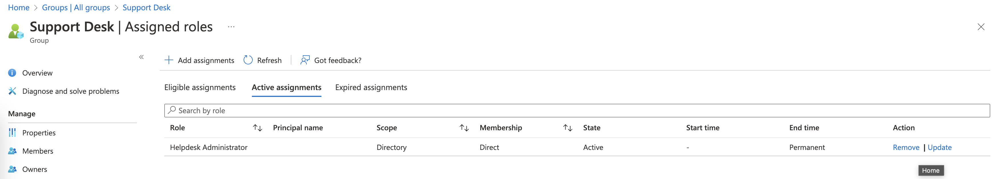 Home > Groups | All groups > Support Desk
Support Desk | Assigned roles ...
Group
«
Add assignments Refresh Got feedback?
Overview
Diagnose and solve problems
Manage
Properties
Members
Owners
Eligible assignments Active assignments Expired assignments
Search by role
Role Principal name Scope Membership State Start time End time Action
Helpdesk Administrator Directory Direct Active - Permanent Remove | Update
Home